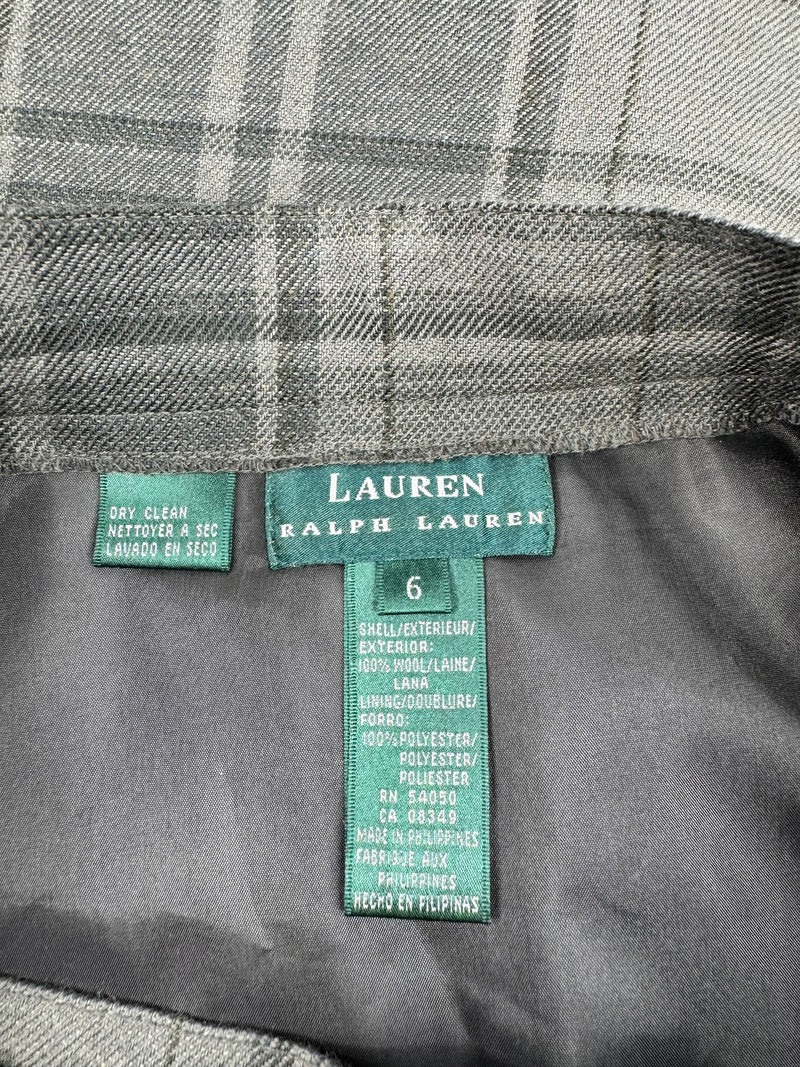 DRY CLEAN
NETTOYER A SEC
LAVADO EN SECO
LAUREN
RALPH LAUREN
6
SHELL/EXTERIEUR/
EXTERIOR:
100% WOOL/LAINE/
LANA
LINING/DOUBLURE/
FORRO:
100% POLYESTER/
POLYESTER/
POLIESTER
RN 54050
CA 08349
MADE IN PHILIPPINES
FABRIQUE AUX
PHILIPPINES
HECHO EN PILIPINAS